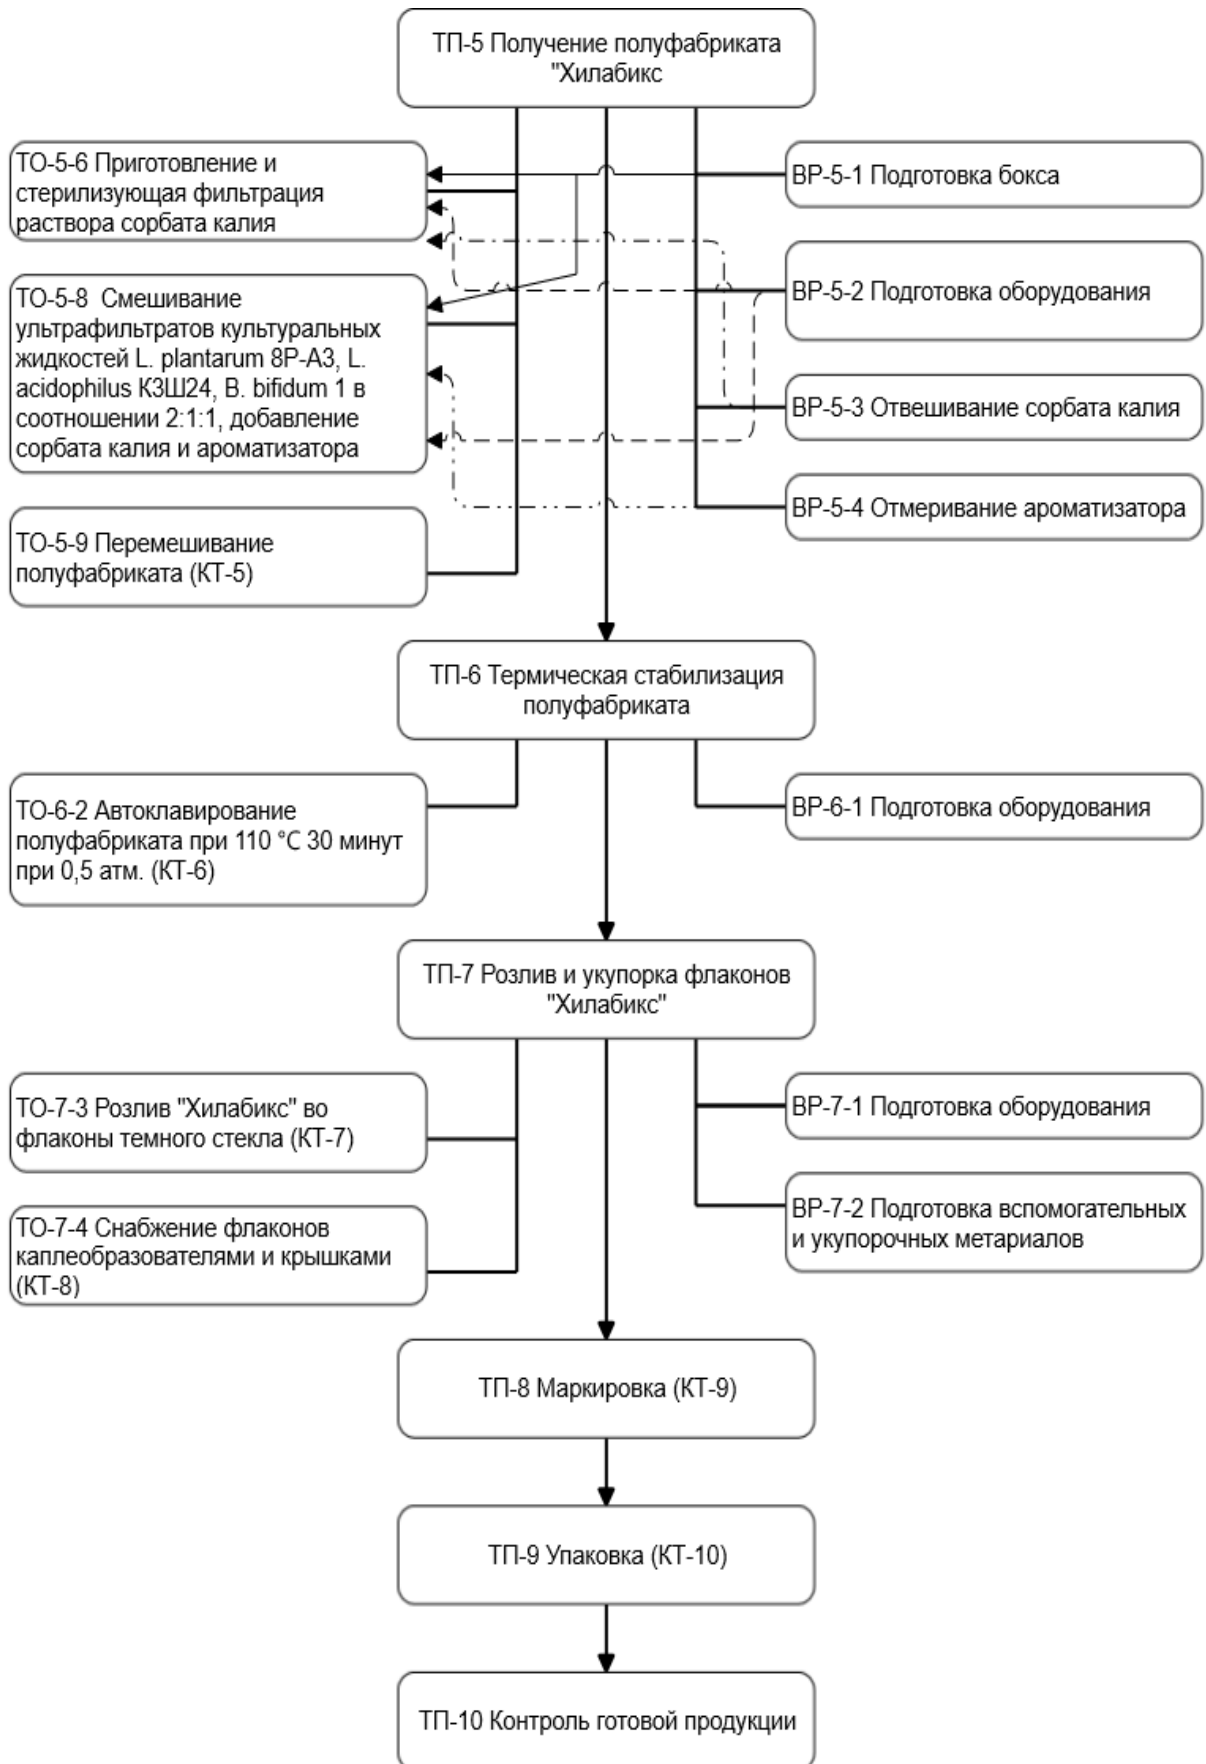 ТП-5 Получение полуфабриката
"Хилабикс
ТО-5-6 Приготовление и
стерилизующая фильтрация
раствора сорбата калия
ВР-5-1 Подготовка бокса
ВР-5-2 Подготовка оборудования
ТО-5-8 Смешивание
ультрафильтратов культуральных
жидкостей L. plantarum 8Р-А3, L.
acidophilus КЗШ24, B. bifidum 1 в
соотношении 2:1:1, добавление
сорбата калия и ароматизатора
ВР-5-3 Отвешивание сорбата калия
ВР-5-4 Отмеривание ароматизатора
ТО-5-9 Перемешивание
полуфабриката (КТ-5)
ТП-6 Термическая стабилизация
полуфабриката
ТО-6-2 Автоклавирование
полуфабриката при 110 °С 30 минут
при 0,5 атм. (КТ-6)
ВР-6-1 Подготовка оборудования
ТП-7 Розлив и укупорка флаконов
"Хилабикс"
ТО-7-3 Розлив "Хилабикс" во
флаконы темного стекла (КТ-7)
ВР-7-1 Подготовка оборудования
ТО-7-4 Снабжение флаконов
каплеобразователями и крышками
(КТ-8)
ВР-7-2 Подготовка вспомогательных
и укупорочных метариалов
ТП-8 Маркировка (КТ-9)
ТП-9 Упаковка (КТ-10)
ТП-10 Контроль готовой продукции